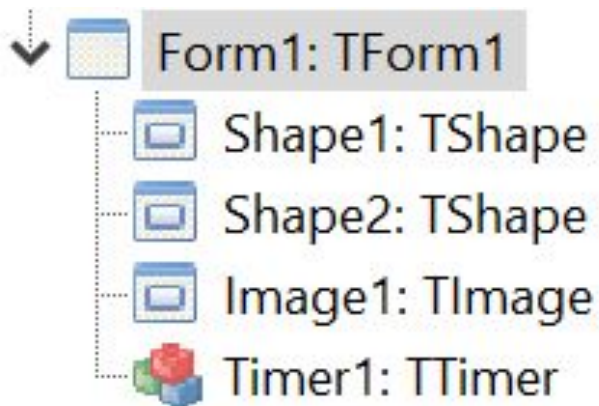 Form1: TForm1
Shape1: TShape
Shape2: TShape
Image1: TImage
Timer1: TTimer